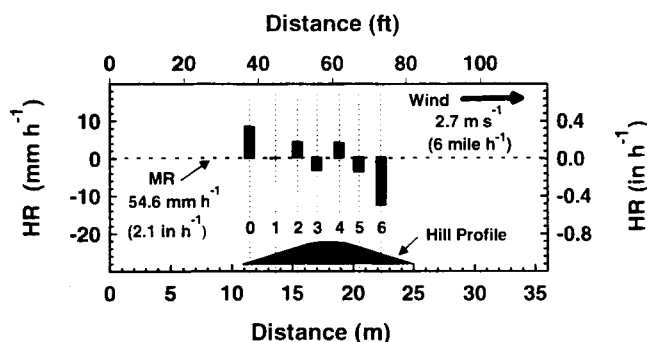 Distance (ft)
0 20 40 60 80 100
HR (mm h⁻¹)
10
0
-10
-20
Wind
2.7 m s⁻¹
(6 mile h⁻¹)
MR
54.6 mm h⁻¹
(2.1 in h⁻¹)
0 1 2 3 4 5 6
Hill Profile
0.4
0.0
-0.4
-0.8
HR (in h⁻¹)
0 5 10 15 20 25 30 35
Distance (m)